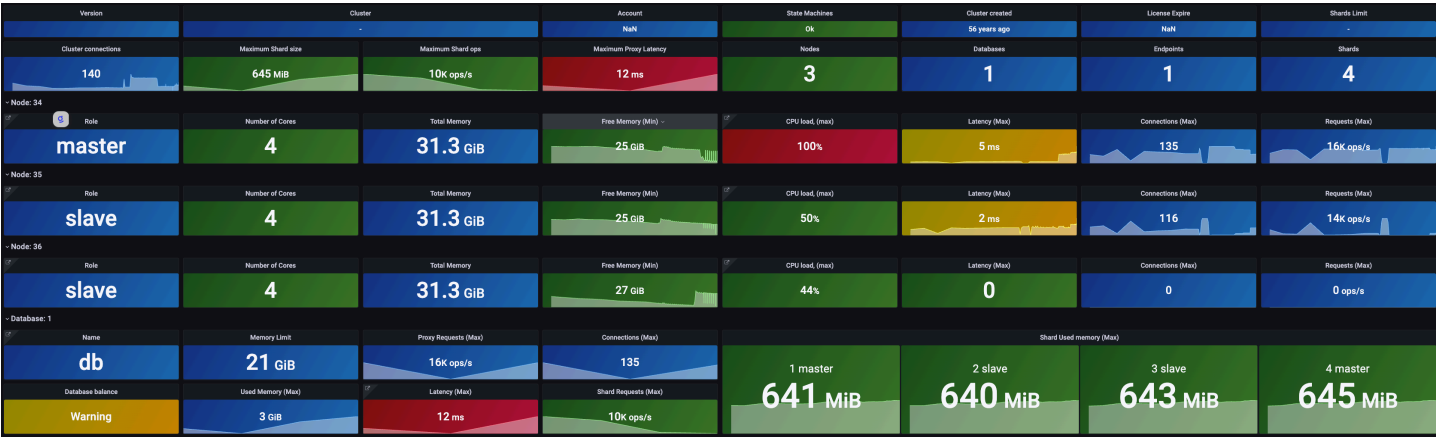 Version Cluster Account State Machines Cluster created License Expire Shards Limit
- NaN Ok 56 years ago NaN -
Cluster connections Maximum Shard size Maximum Shard ops Maximum Proxy Latency Nodes Databases Endpoints Shards
140 645 MiB 10K ops/s 12 ms 3 1 1 4
Node: 34
g
Role Number of Cores Total Memory Free Memory (Min) CPU load, (max) Latency (Max) Connections (Max) Requests (Max)
master 4 31.3 GiB 25 GiB 100% 5 ms 135 16K ops/s
Node: 35
Role Number of Cores Total Memory Free Memory (Min) CPU load, (max) Latency (Max) Connections (Max) Requests (Max)
slave 4 31.3 GiB 25 GiB 50% 2 ms 116 14K ops/s
Node: 36
Role Number of Cores Total Memory Free Memory (Min) CPU load, (max) Latency (Max) Connections (Max) Requests (Max)
slave 4 31.3 GiB 27 GiB 44% 0 0 0 ops/s
Database: 1
Name Memory Limit Proxy Requests (Max) Connections (Max) Shard Used memory (Max)
db 21 GiB 16K ops/s 135
Database balance Used Memory (Max) Latency (Max) Shard Requests (Max)
Warning 3 GiB 12 ms 10K ops/s
1 master 2 slave 3 slave 4 master
641 MiB 640 MiB 643 MiB 645 MiB